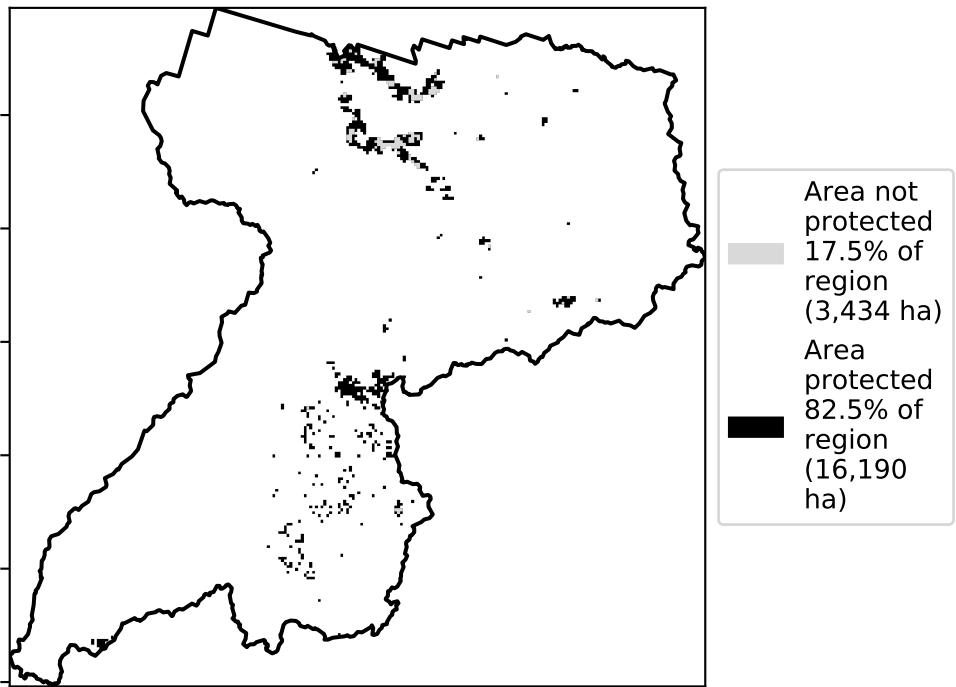 Area not
protected
17.5% of
region
(3,434 ha)
Area
protected
82.5% of
region
(16,190
ha)